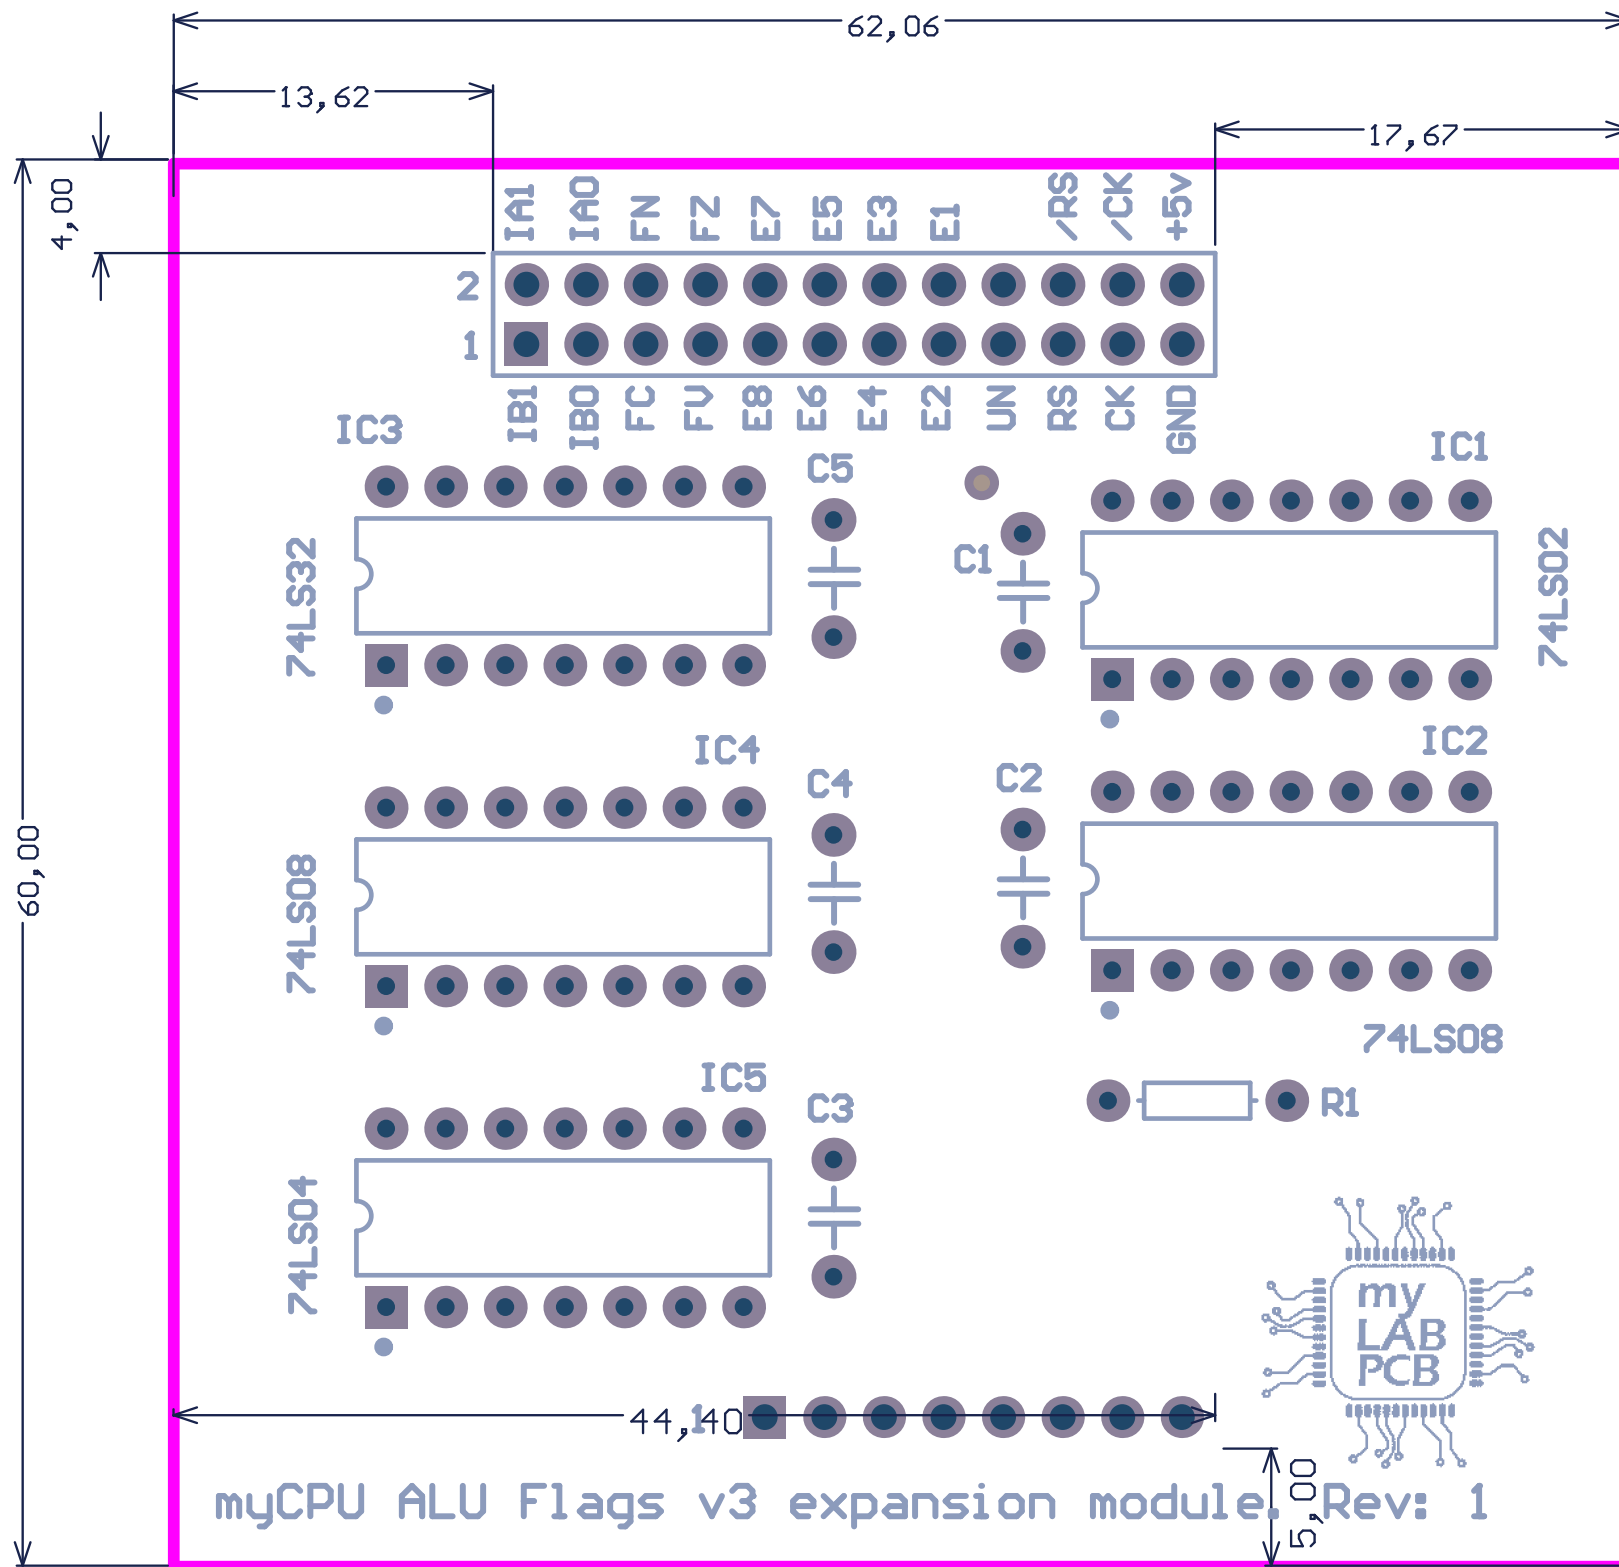 62,06
13,62
17,67
4,00
IA1 IA0 FN FZ E7 E5 E3 E1 /RS /CK +5v
2
1
IB1 IB0 FC FV E8 E6 E4 E2 UN RS CK GND
IC3
C5
IC1
C1
74LS32
74LS02
IC4
IC2
C4
C2
60,00
74LS08
74LS08
IC5
C3
R1
74LS04
my
LAB
PCB
44,40
1
5,00
myCPU ALU Flags v3 expansion module. Rev: 1